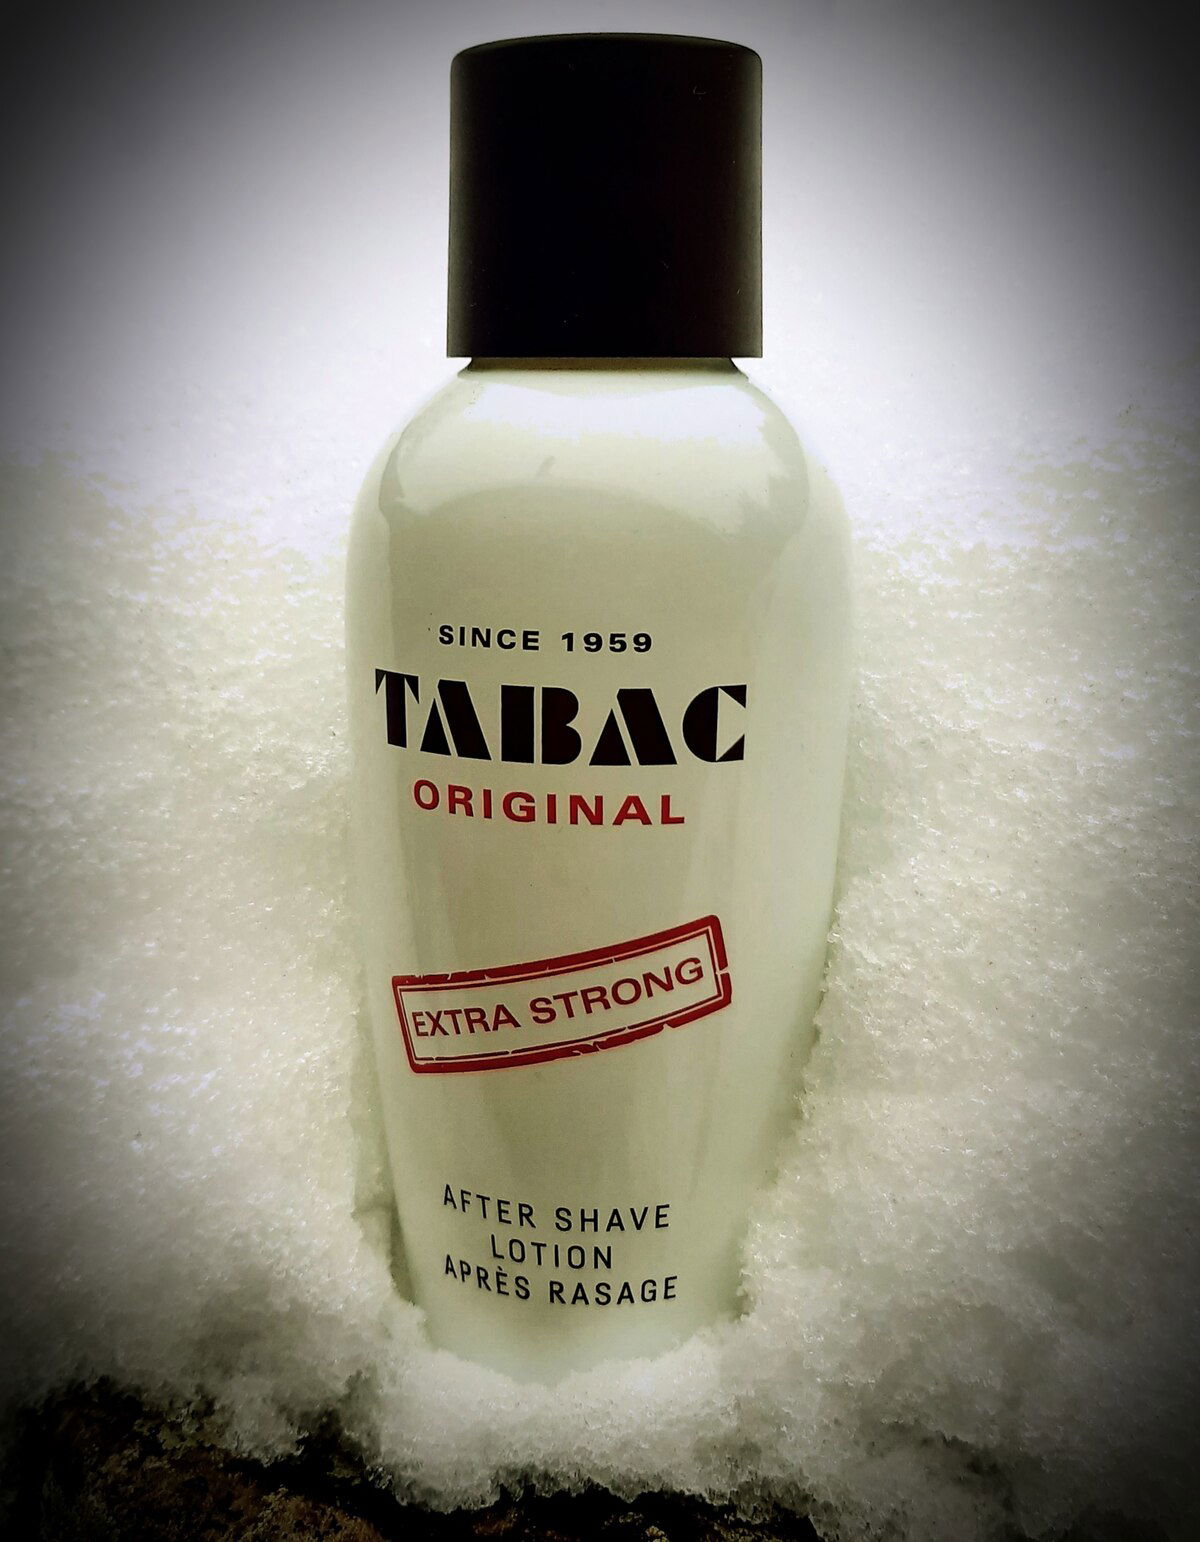 SINCE 1959
TABAC
ORIGINAL
EXTRA STRONG
AFTER SHAVE
LOTION
APRÈS RASAGE